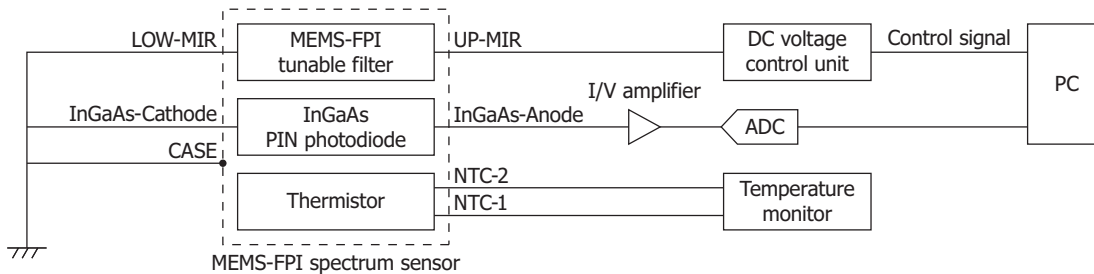 LOW-MIR
MEMS-FPI
tunable filter
UP-MIR
DC voltage
control unit
Control signal
PC
I/V amplifier
InGaAs-Cathode
InGaAs
PIN photodiode
InGaAs-Anode
ADC
CASE
Thermistor
NTC-2
NTC-1
Temperature
monitor
MEMS-FPI spectrum sensor